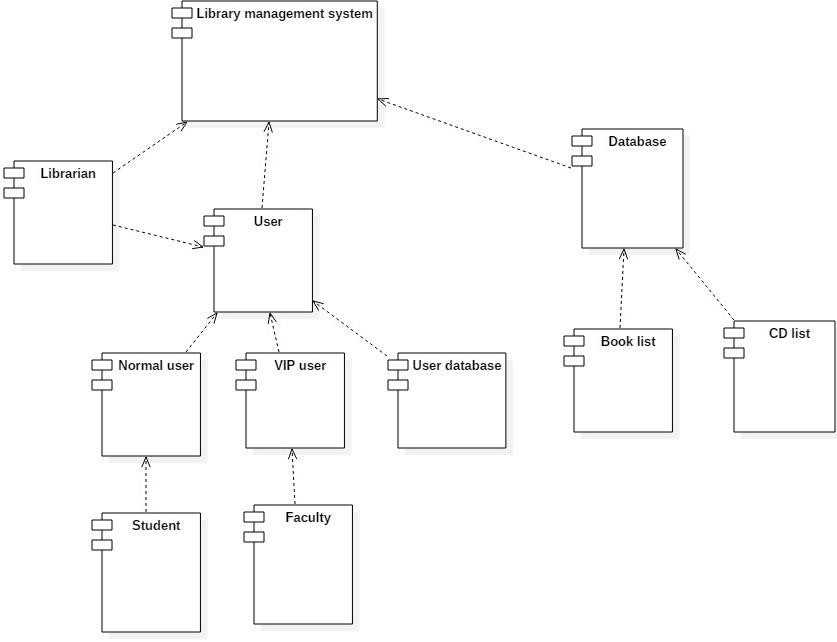 Library management system
Database
Librarian
User
Book list
CD list
Normal user
VIP user
User database
Student
Faculty